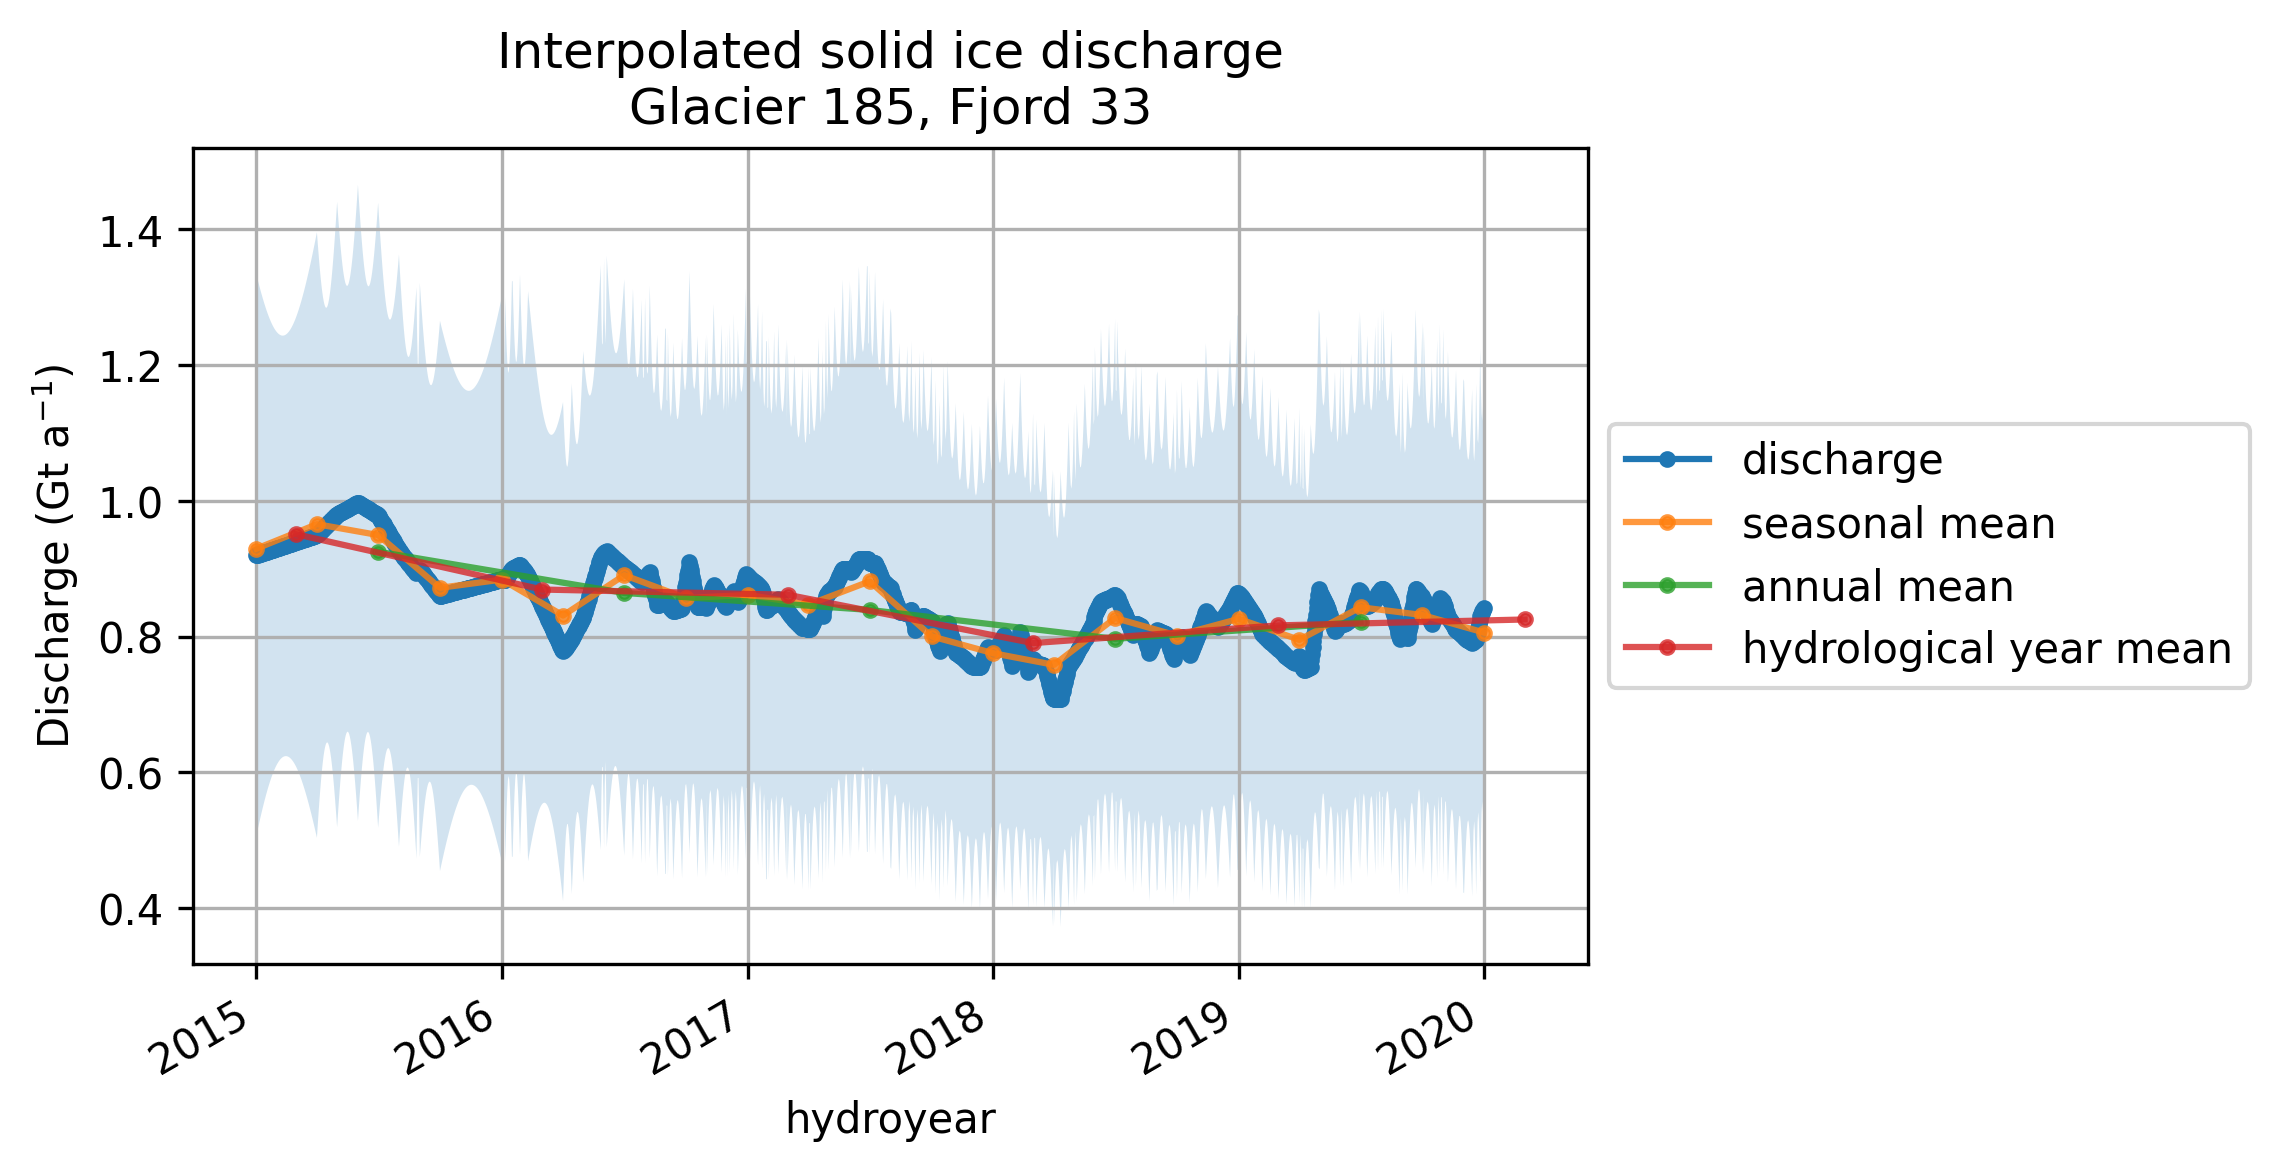 Interpolated solid ice discharge
Glacier 185, Fjord 33
Discharge (Gt a⁻¹)
1.4
1.2
1.0
0.8
0.6
0.4
2015
2016
2017
2018
2019
2020
hydroyear
discharge
seasonal mean
annual mean
hydrological year mean